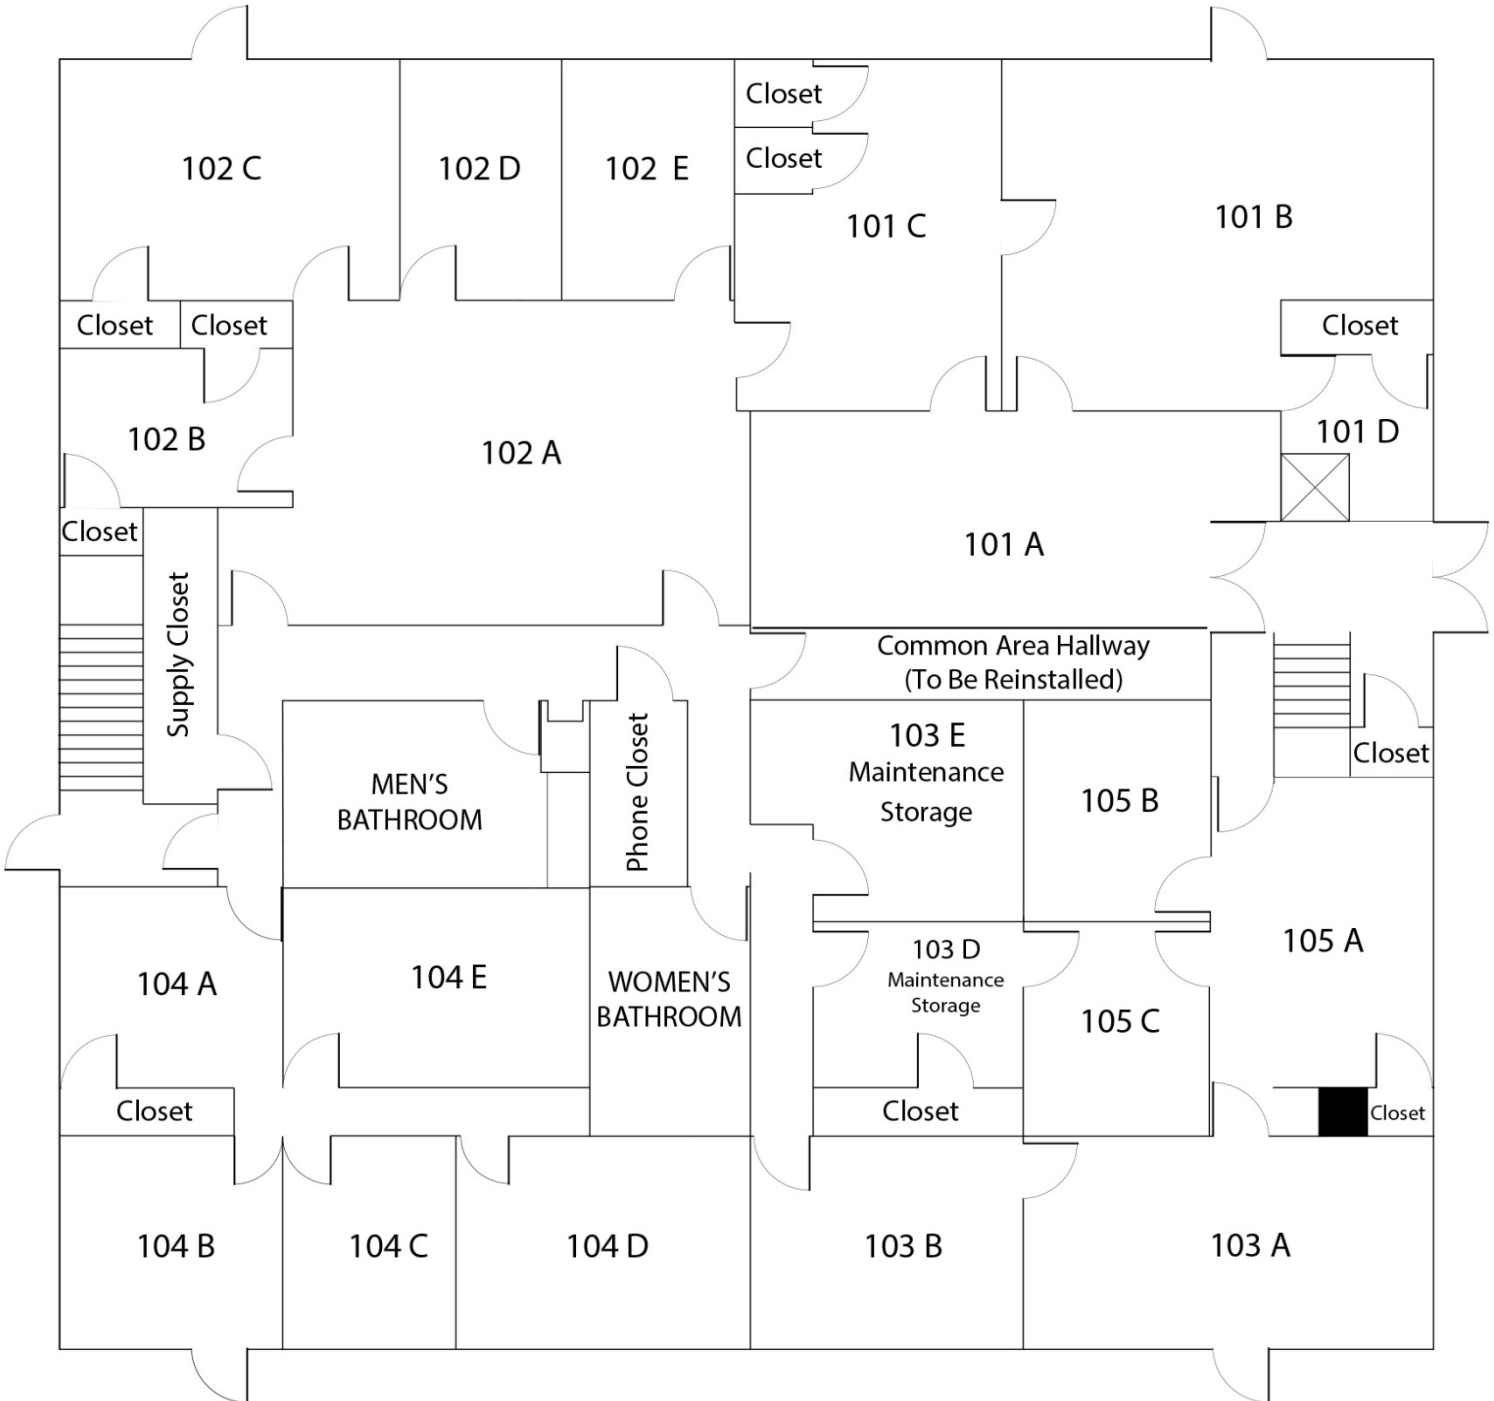 Closet
102 C
102 D
102 E
Closet
101 C
101 B
Closet
Closet
Closet
102 B
102 A
101 D
Closet
101 A
Supply Closet
Common Area Hallway
(To Be Reinstalled)
103 E
Maintenance
Storage
Closet
MEN'S
BATHROOM
Phone Closet
105 B
105 A
103 D
Maintenance
Storage
104 A
104 E
WOMEN'S
BATHROOM
105 C
Closet
Closet
Closet
104 B
104 C
104 D
103 B
103 A